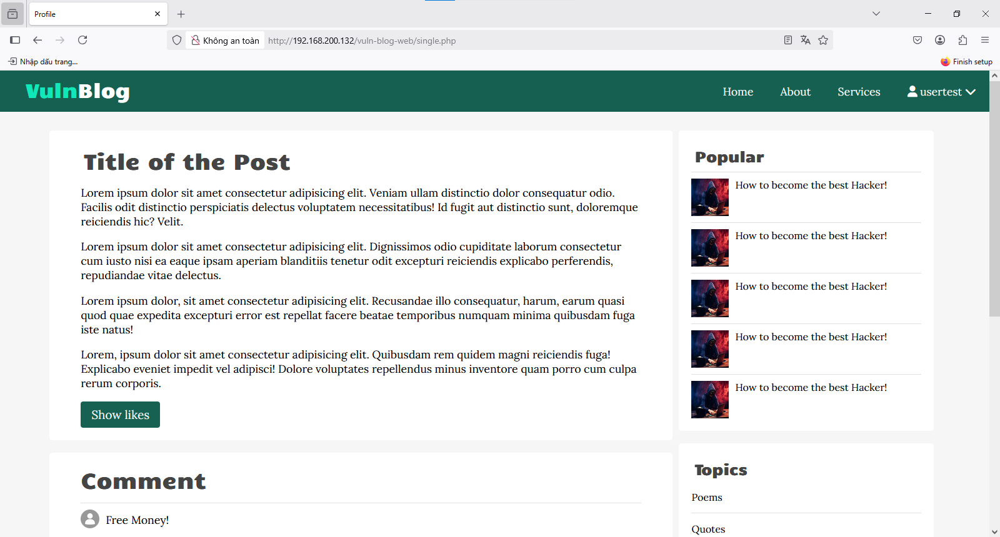 Profile
Không an toàn
http://192.168.200.132/vuln-blog-web/single.php
Nhập dấu trang...
Finish setup
VulnBlog
Home
About
Services
usertest
Title of the Post
Lorem ipsum dolor sit amet consectetur adipisicing elit. Veniam ullam distinctio dolor consequatur odio.
Facilis odit distinctio perspiciatis delectus voluptatem necessitatibus! Id fugit aut distinctio sunt, doloremque
reiciendis hic? Velit.
Lorem ipsum dolor sit amet consectetur adipisicing elit. Dignissimos odio cupiditate laborum consectetur
cum iusto nisi ea eaque ipsam aperiam blanditiis tenetur odit excepturi reiciendis explicabo perferendis,
repudiandae vitae delectus.
Lorem ipsum dolor, sit amet consectetur adipisicing elit. Recusandae illo consequatur, harum, earum quasi
quod quae expedita excepturi error est repellat facere beatae temporibus numquam minima quibusdam fuga
iste natus!
Lorem, ipsum dolor sit amet consectetur adipisicing elit. Quibusdam rem quidem magni reiciendis fuga!
Explicabo eveniet impedit vel adipisci! Dolore voluptates repellendus minus inventore quam porro cum culpa
rerum corporis.
Show likes
Comment
Free Money!
Popular
How to become the best Hacker!
How to become the best Hacker!
How to become the best Hacker!
How to become the best Hacker!
How to become the best Hacker!
Topics
Poems
Quotes